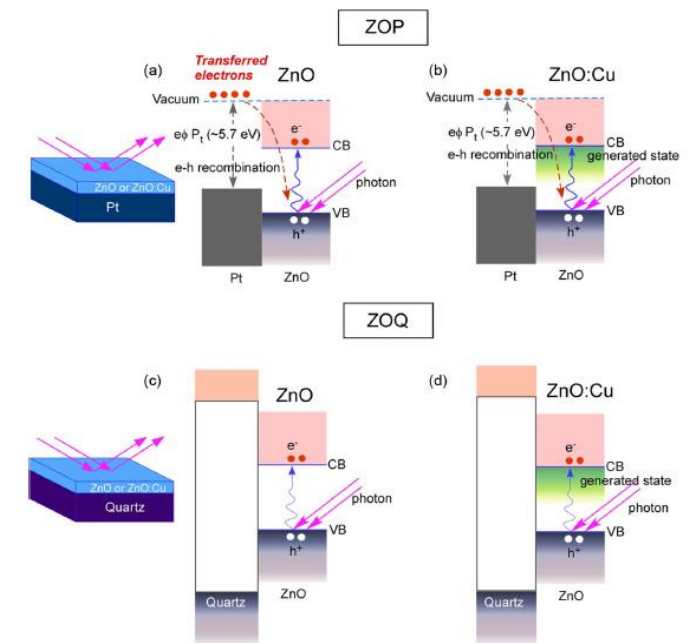 ZOP
(a)
Transferred
electrons
ZnO
Vacuum
eϕ Pt (~5.7 eV)
e-h recombination
e-
CB
photon
VB
h+
Pt
ZnO
ZnO or ZnO:Cu
Pt
(b)
ZnO:Cu
Vacuum
eϕ Pt (~5.7 eV)
e-h recombination
e-
CB
generated state
photon
VB
h+
Pt
ZnO
ZOQ
(c)
ZnO
e-
CB
photon
VB
h+
Quartz
ZnO
ZnO or ZnO:Cu
Quartz
(d)
ZnO:Cu
e-
CB
generated state
photon
VB
h+
Quartz
ZnO